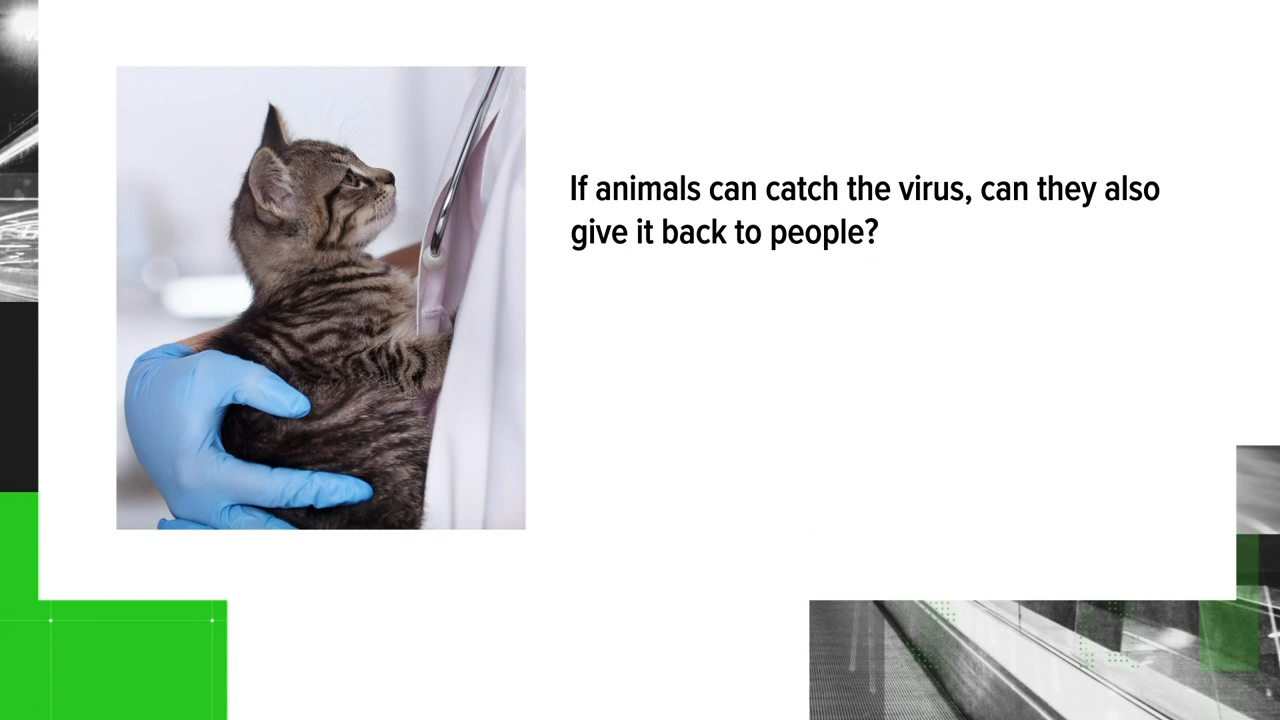 If animals can catch the virus, can they also
give it back to people?